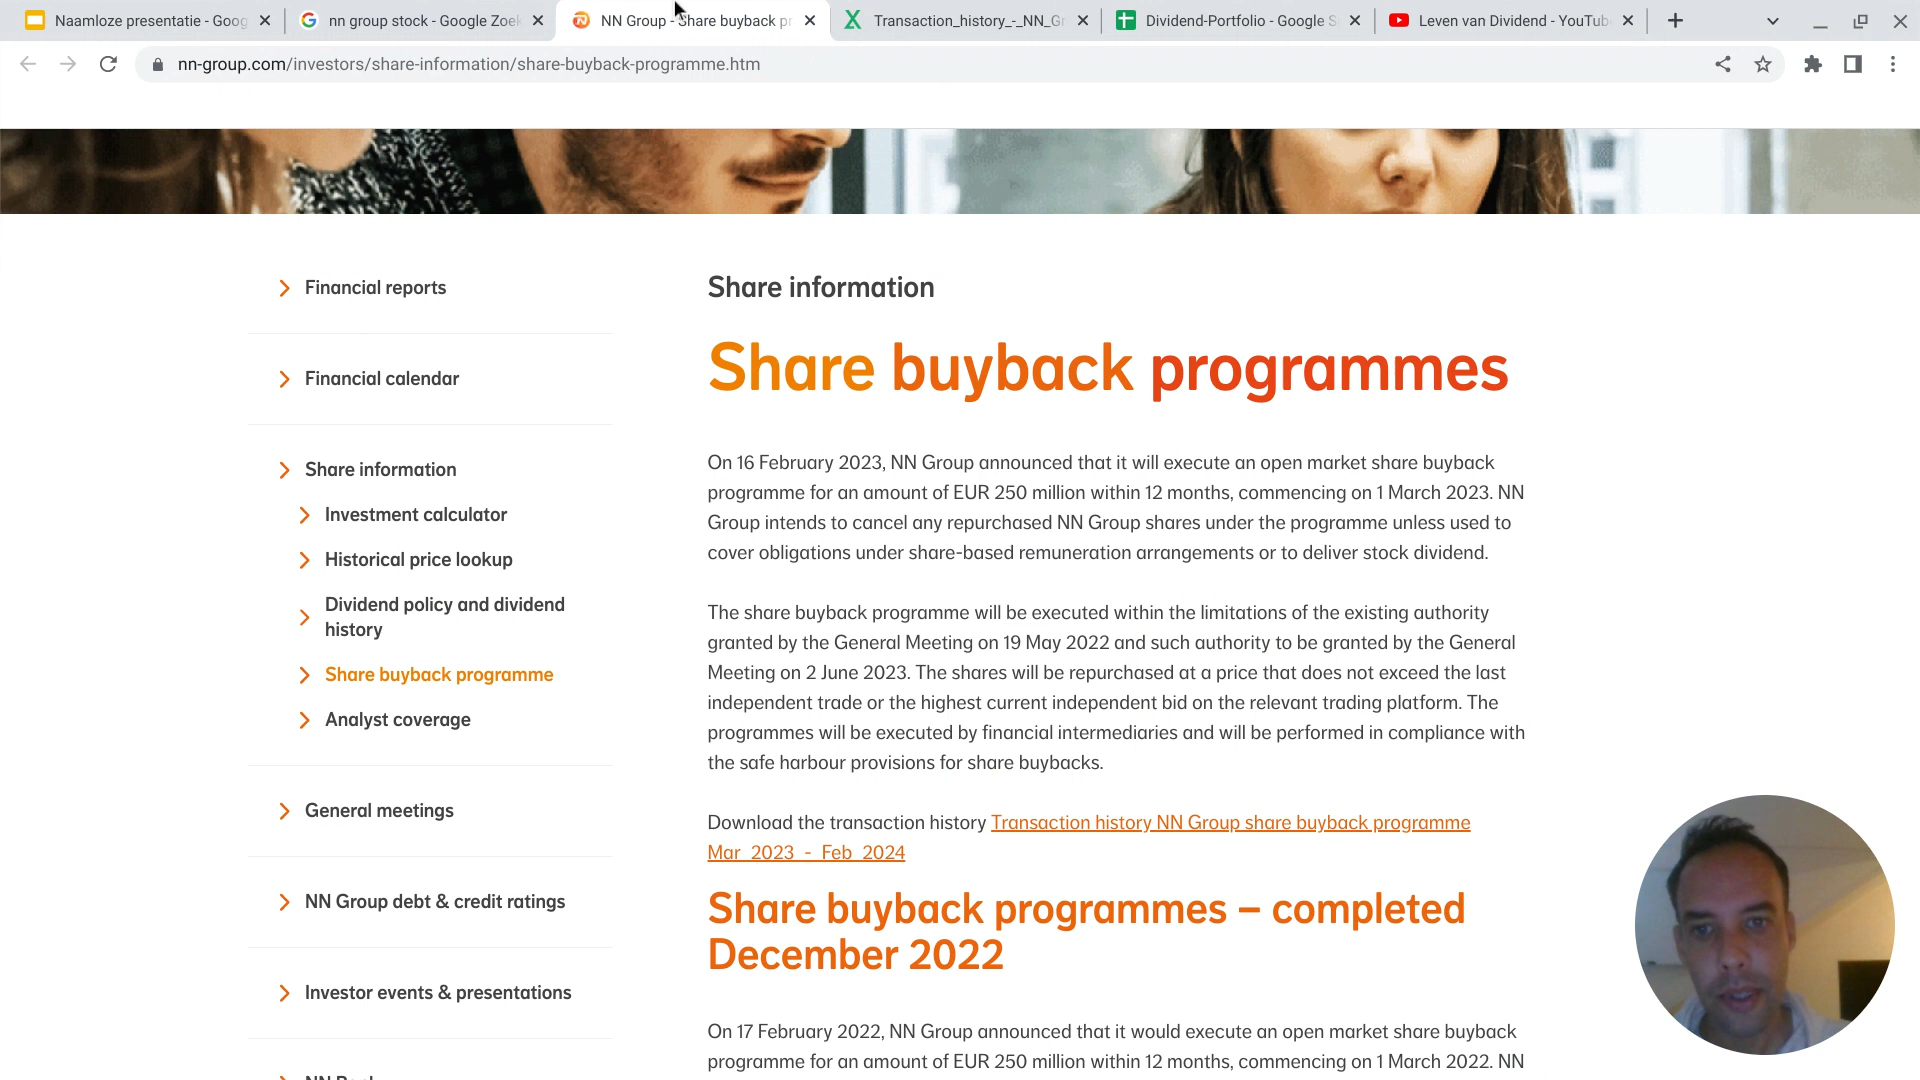 Naamloze presentatie - Goog
nn group stock - Google Zoek
NN Group - Share buyback pr
Transaction_history_-_NN_Gr
Dividend-Portfolio - Google S
Leven van Dividend - YouTube
nn-group.com/investors/share-information/share-buyback-programme.htm
Financial reports
Financial calendar
Share information
Investment calculator
Historical price lookup
Dividend policy and dividend
history
Share buyback programme
Analyst coverage
General meetings
NN Group debt & credit ratings
Investor events & presentations
Share information
Share buyback programmes
On 16 February 2023, NN Group announced that it will execute an open market share buyback
programme for an amount of EUR 250 million within 12 months, commencing on 1 March 2023. NN
Group intends to cancel any repurchased NN Group shares under the programme unless used to
cover obligations under share-based remuneration arrangements or to deliver stock dividend.
The share buyback programme will be executed within the limitations of the existing authority
granted by the General Meeting on 19 May 2022 and such authority to be granted by the General
Meeting on 2 June 2023. The shares will be repurchased at a price that does not exceed the last
independent trade or the highest current independent bid on the relevant trading platform. The
programmes will be executed by financial intermediaries and will be performed in compliance with
the safe harbour provisions for share buybacks.
Download the transaction history Transaction history NN Group share buyback programme
Mar_2023_-_Feb_2024
Share buyback programmes – completed
December 2022
On 17 February 2022, NN Group announced that it would execute an open market share buyback
programme for an amount of EUR 250 million within 12 months, commencing on 1 March 2022. NN